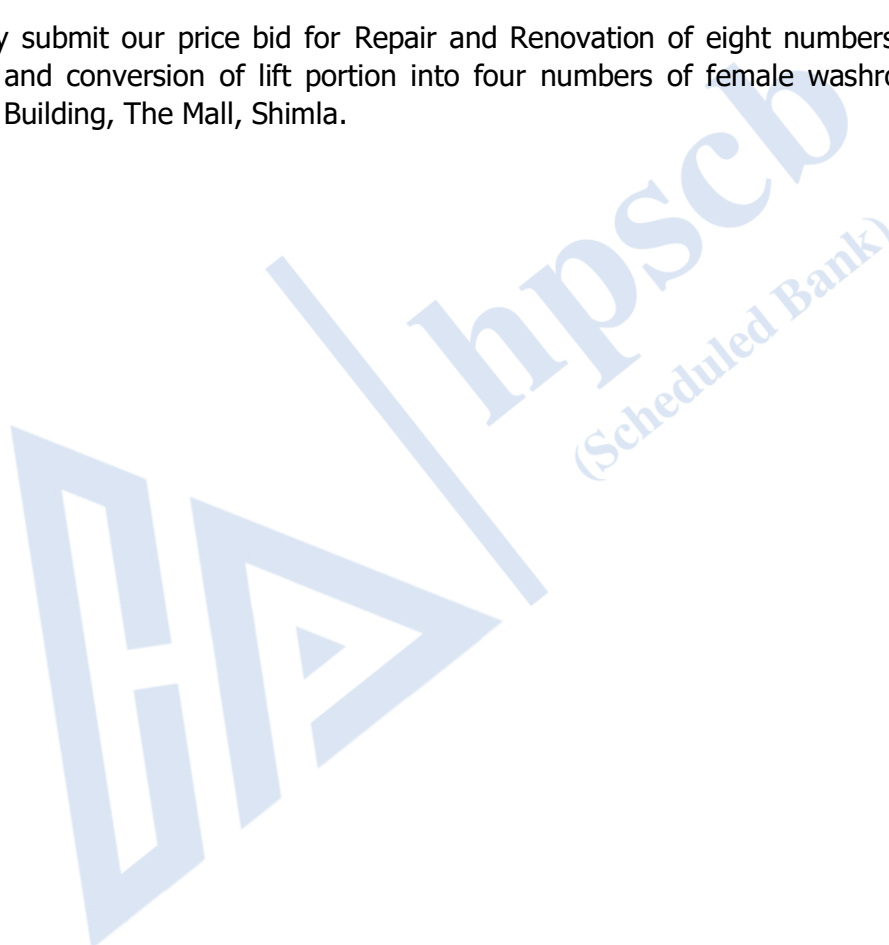 submit our price bid for Repair and Renovation of eight numbers
and conversion of lift portion into four numbers of female
Building, The Mall, Shimla.
hpscb
(Scheduled Bank)